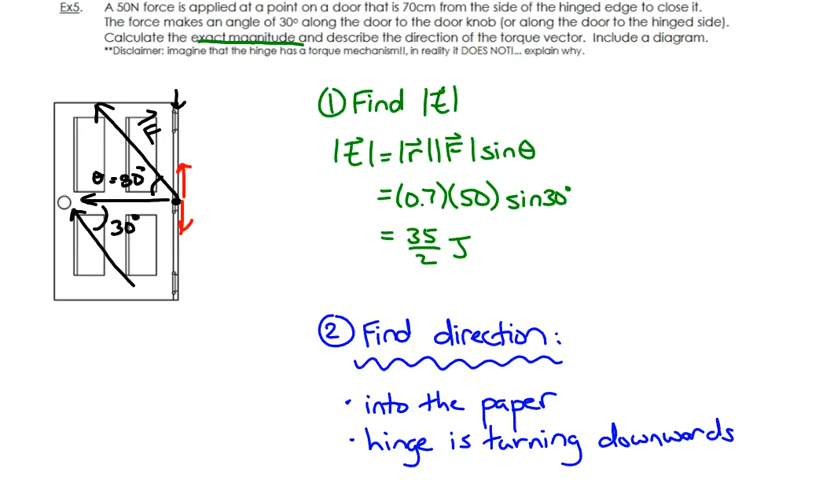 Ex5. A 50N force is applied at a point on a door that is 70cm from the side of the hinged edge to close it.
The force makes an angle of 30° along the door to the door knob (or along the door to the hinged side).
Calculate the exact magnitude and describe the direction of the torque vector. Include a diagram.
**Disclaimer: imagine that the hinge has a torque mechanism!!, in reality it DOES NOT!... explain why.
① Find |τ⃗|
|τ⃗| = |r⃗||F⃗| sinθ
= (0.7)(50) sin30°
= 35/2 J
F⃗
θ = 30°
30°
② Find direction:
· into the paper
· hinge is turning downwards